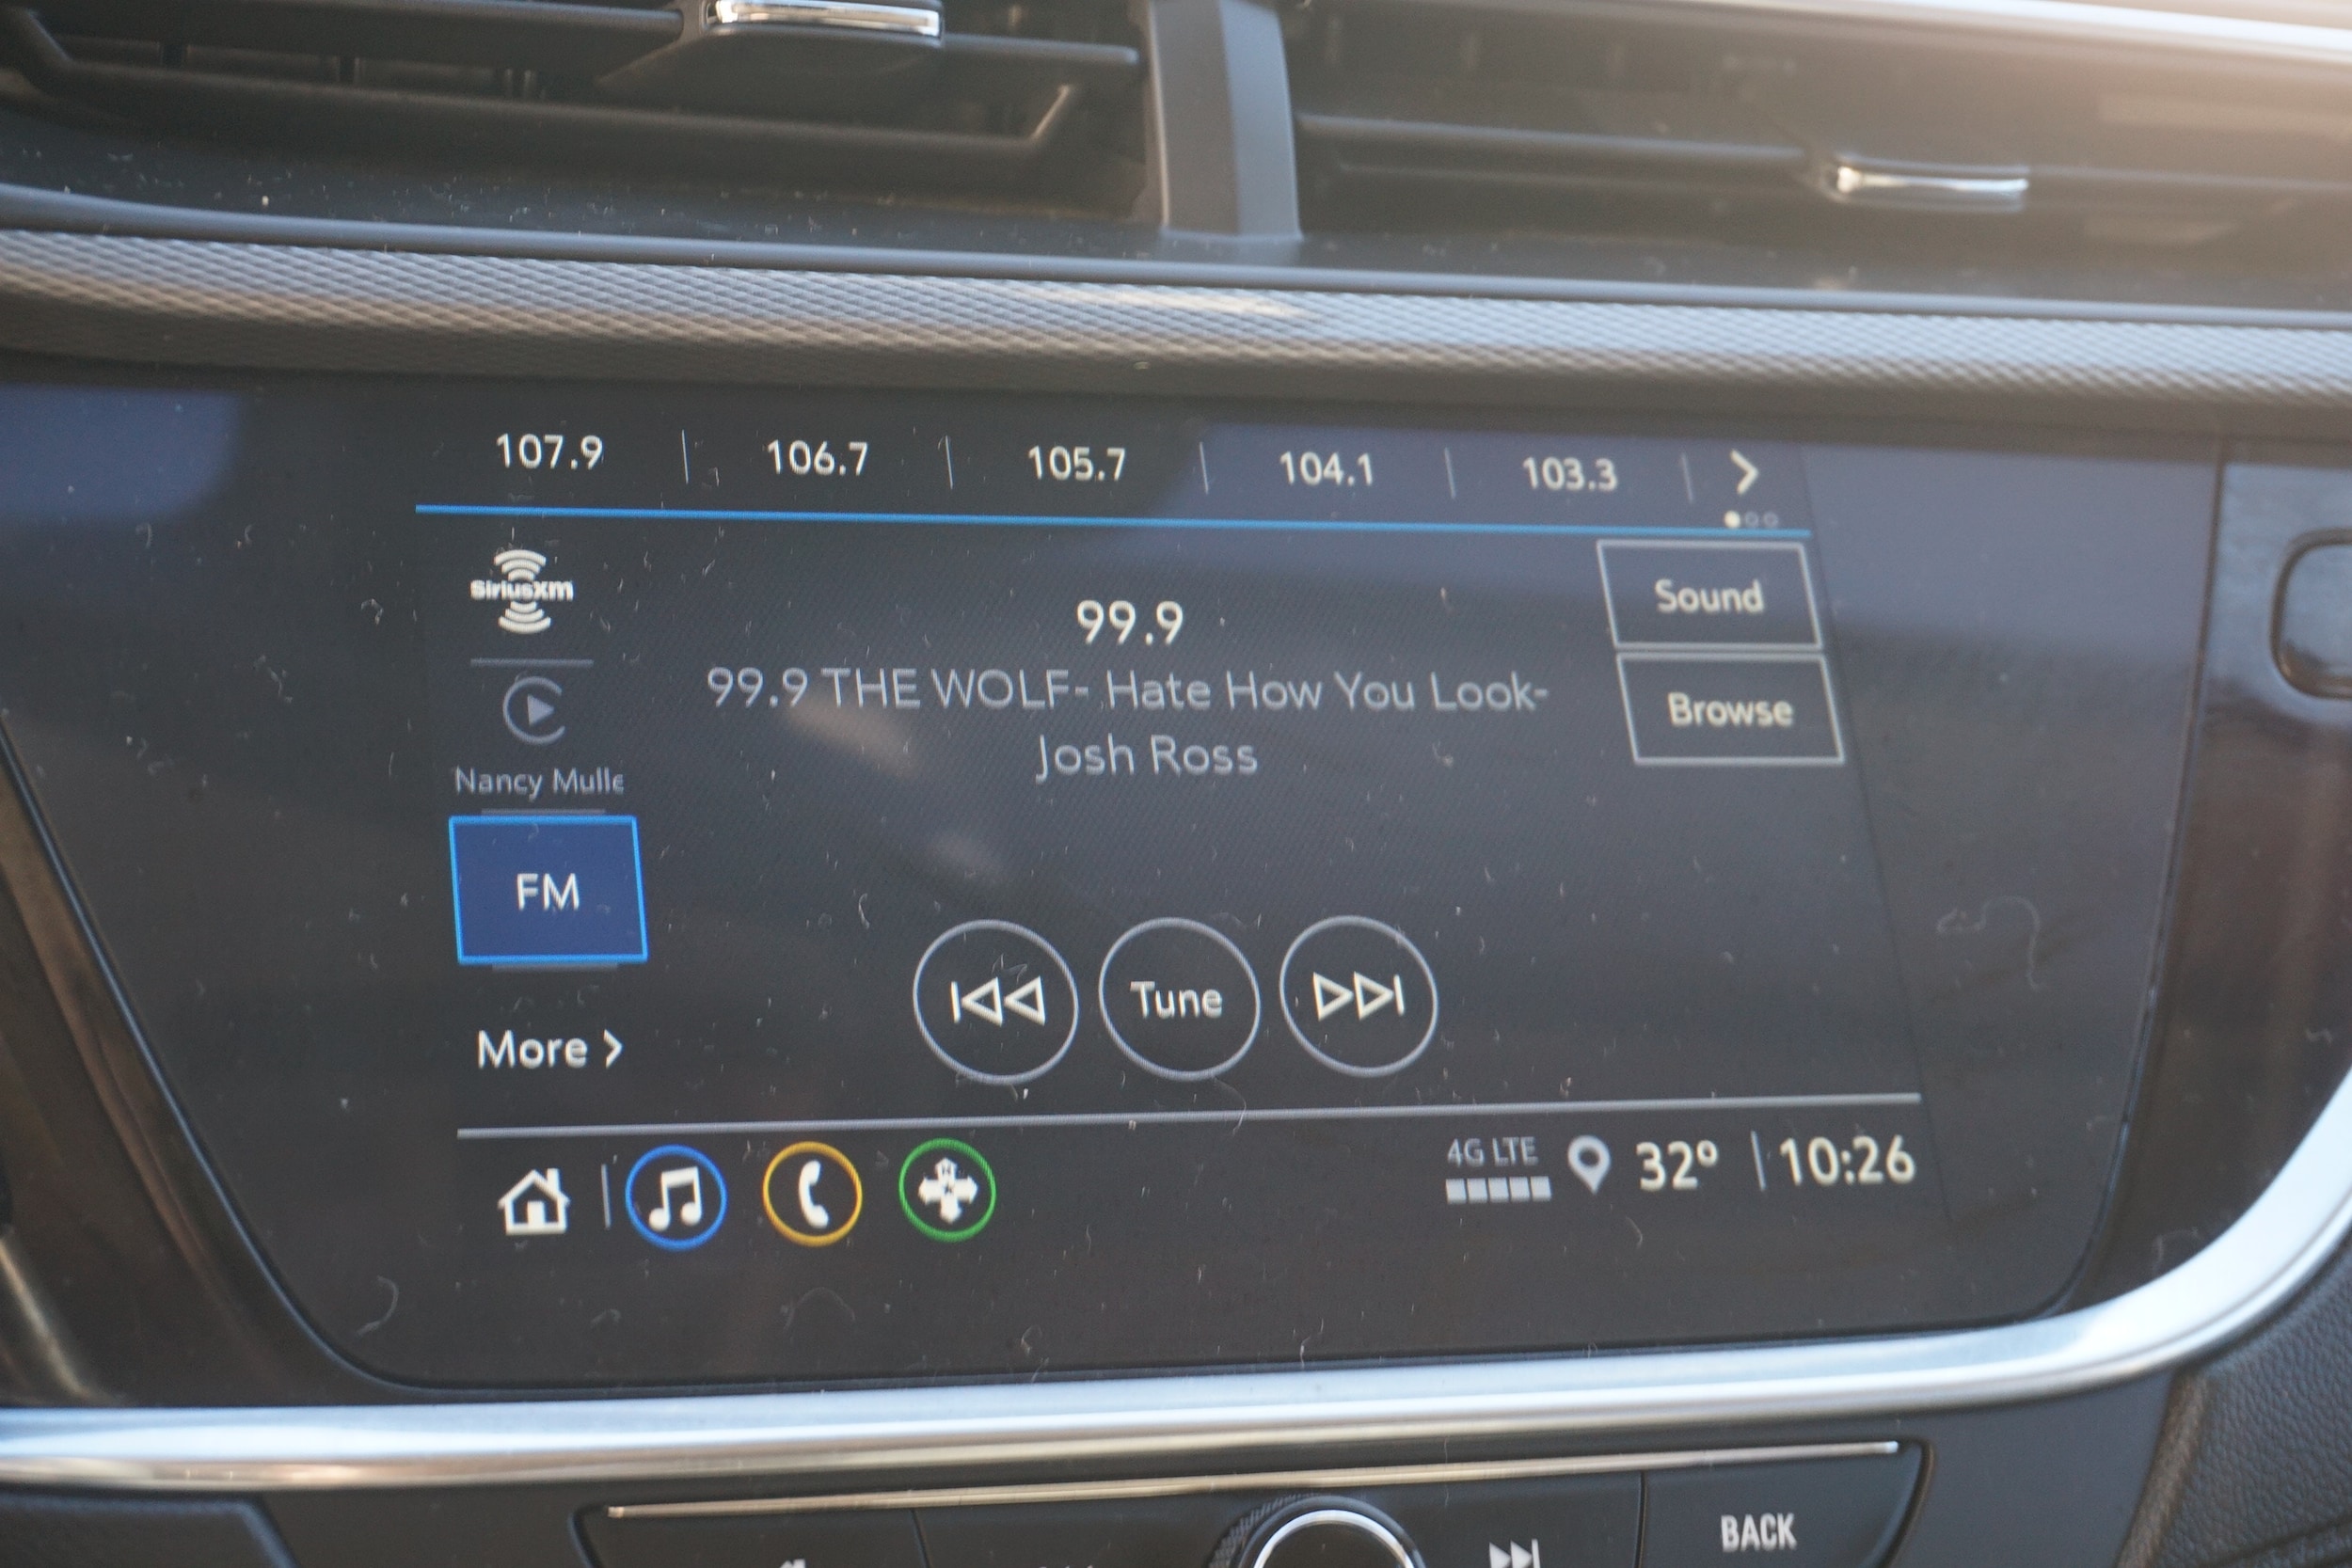 107.9 | 106.7 | 105.7 | 104.1 | 103.3
SiriusXm
99.9
Sound
99.9 THE WOLF- Hate How You Look-
Josh Ross
Browse
Nancy Mulle
FM
Tune
More
4G LTE 32° 10:26
BACK